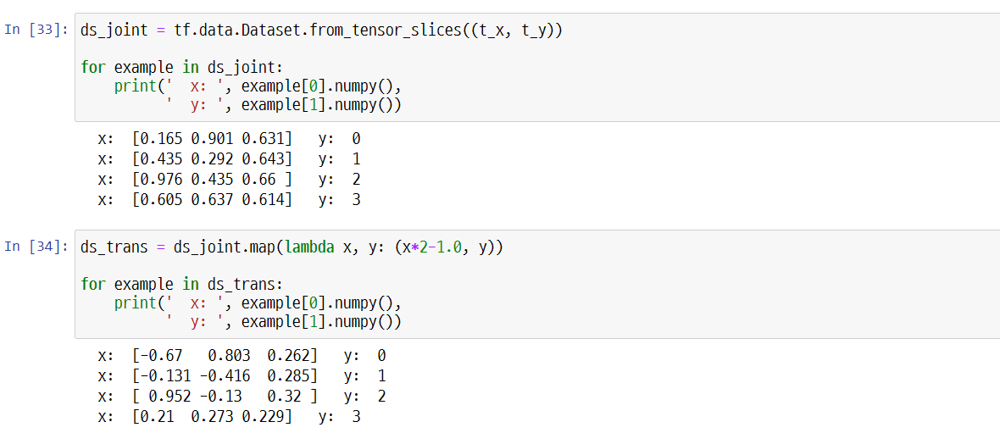 In [33]: ds_joint = tf.data.Dataset.from_tensor_slices((t_x, t_y))
for example in ds_joint:
    print('  x: ', example[0].numpy(),
          '  y: ', example[1].numpy())
  x:  [0.165 0.901 0.631]   y:  0
  x:  [0.435 0.292 0.643]   y:  1
  x:  [0.976 0.435 0.66 ]   y:  2
  x:  [0.605 0.637 0.614]   y:  3
In [34]: ds_trans = ds_joint.map(lambda x, y: (x*2-1.0, y))
for example in ds_trans:
    print('  x: ', example[0].numpy(),
          '  y: ', example[1].numpy())
  x:  [-0.67   0.803  0.262]   y:  0
  x:  [-0.131 -0.416  0.285]   y:  1
  x:  [ 0.952 -0.13   0.32 ]   y:  2
  x:  [0.21  0.273 0.229]   y:  3